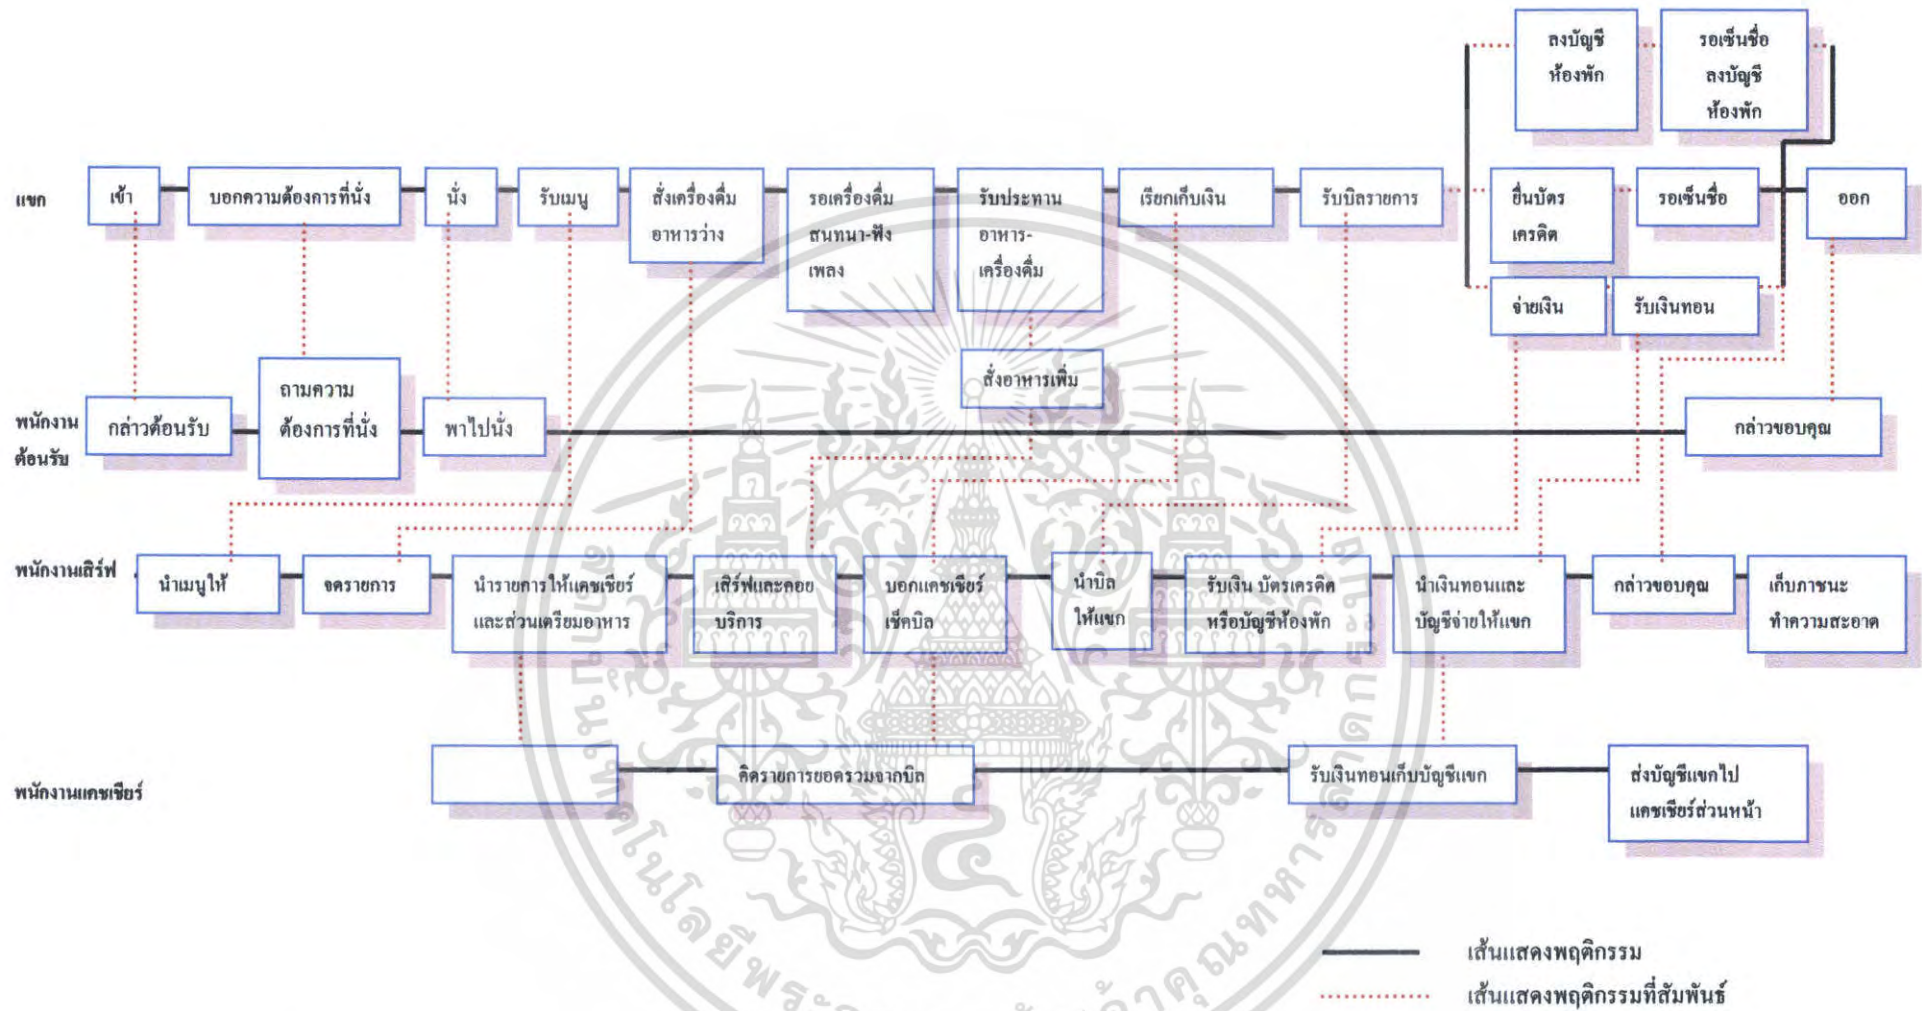 ลงบัญชี
ห้องพัก
รอเซ็นชื่อ
ลงบัญชี
ห้องพัก
แขก
เข้า
บอกความต้องการที่นั่ง
นั่ง
รับเมนู
สั่งเครื่องดื่ม
อาหารว่าง
รอเครื่องดื่ม
สนทนา-ฟัง
เพลง
รับประทาน
อาหาร-
เครื่องดื่ม
เรียกเก็บเงิน
รับบิลรายการ
ยื่นบัตร
เครดิต
รอเซ็นชื่อ
ออก
จ่ายเงิน
รับเงินทอน
สั่งอาหารเพิ่ม
พนักงาน
ต้อนรับ
กล่าวต้อนรับ
ถามความ
ต้องการที่นั่ง
พาไปนั่ง
กล่าวขอบคุณ
พนักงานเสิร์ฟ
นำเมนูให้
จดรายการ
นำรายการให้แคชเชียร์
และส่วนเตรียมอาหาร
เสิร์ฟและคอย
บริการ
บอกแคชเชียร์
เช็คบิล
นำบิล
ให้แขก
รับเงิน บัตรเครดิต
หรือบัญชีห้องพัก
นำเงินทอนและ
บัญชีจ่ายให้แขก
กล่าวขอบคุณ
เก็บภาชนะ
ทำความสะอาด
พนักงานแคชเชียร์
คิดรายการยอดรวมจากบิล
รับเงินทอนเก็บบัญชีแขก
ส่งบัญชีแขกไป
แคชเชียร์ส่วนหน้า
เส้นแสดงพฤติกรรม
เส้นแสดงพฤติกรรมที่สัมพันธ์